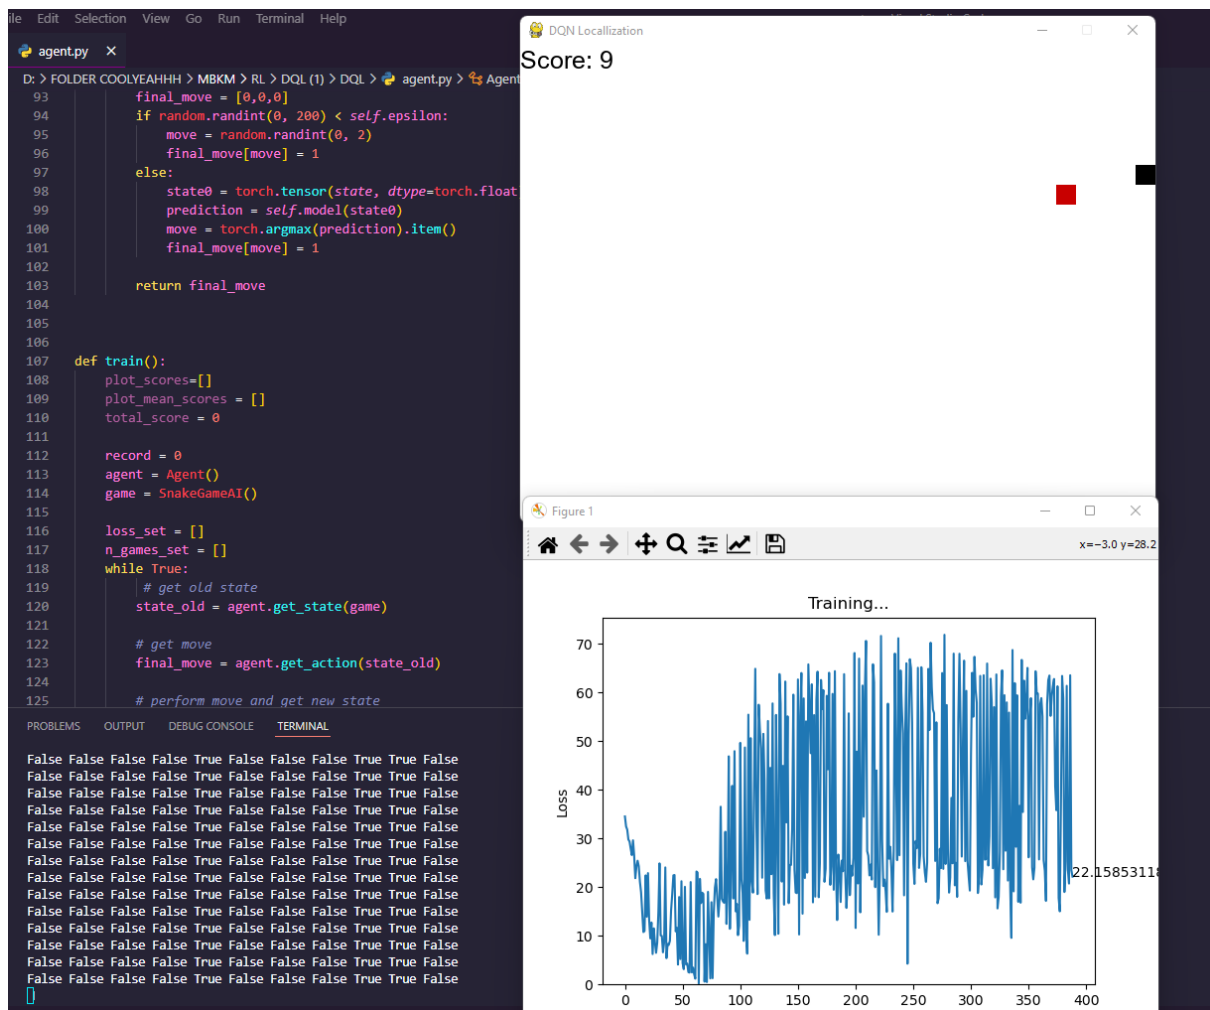 ile Edit Selection View Go Run Terminal Help
agent.py
D: > FOLDER COOLYEAHHH > MBKM > RL > DQL (1) > DQL > agent.py > Agent
93 final_move = [0,0,0]
94 if random.randint(0, 200) < self.epsilon:
95 move = random.randint(0, 2)
96 final_move[move] = 1
97 else:
98 state0 = torch.tensor(state, dtype=torch.float)
99 prediction = self.model(state0)
100 move = torch.argmax(prediction).item()
101 final_move[move] = 1
102
103 return final_move
104
105
106
107 def train():
108 plot_scores=[]
109 plot_mean_scores = []
110 total_score = 0
111
112 record = 0
113 agent = Agent()
114 game = SnakeGameAI()
115
116 loss_set = []
117 n_games_set = []
118 while True:
119 # get old state
120 state_old = agent.get_state(game)
121
122 # get move
123 final_move = agent.get_action(state_old)
124
125 # perform move and get new state
PROBLEMS OUTPUT DEBUG CONSOLE TERMINAL
False False False False True False False False True True False
False False False False True False False False True True False
False False False False True False False False True True False
False False False False True False False False True True False
False False False False True False False False True True False
False False False False True False False False True True False
False False False False True False False False True True False
False False False False True False False False True True False
False False False False True False False False True True False
False False False False True False False False True True False
False False False False True False False False True True False
False False False False True False False False True True False
False False False False True False False False True True False
False False False False True False False False True True False
DQN Locallization
Score: 9
Figure 1
x=−3.0 y=28.2
Training...
Loss
70
60
50
40
30
20
10
0
22.15853118
0 50 100 150 200 250 300 350 400